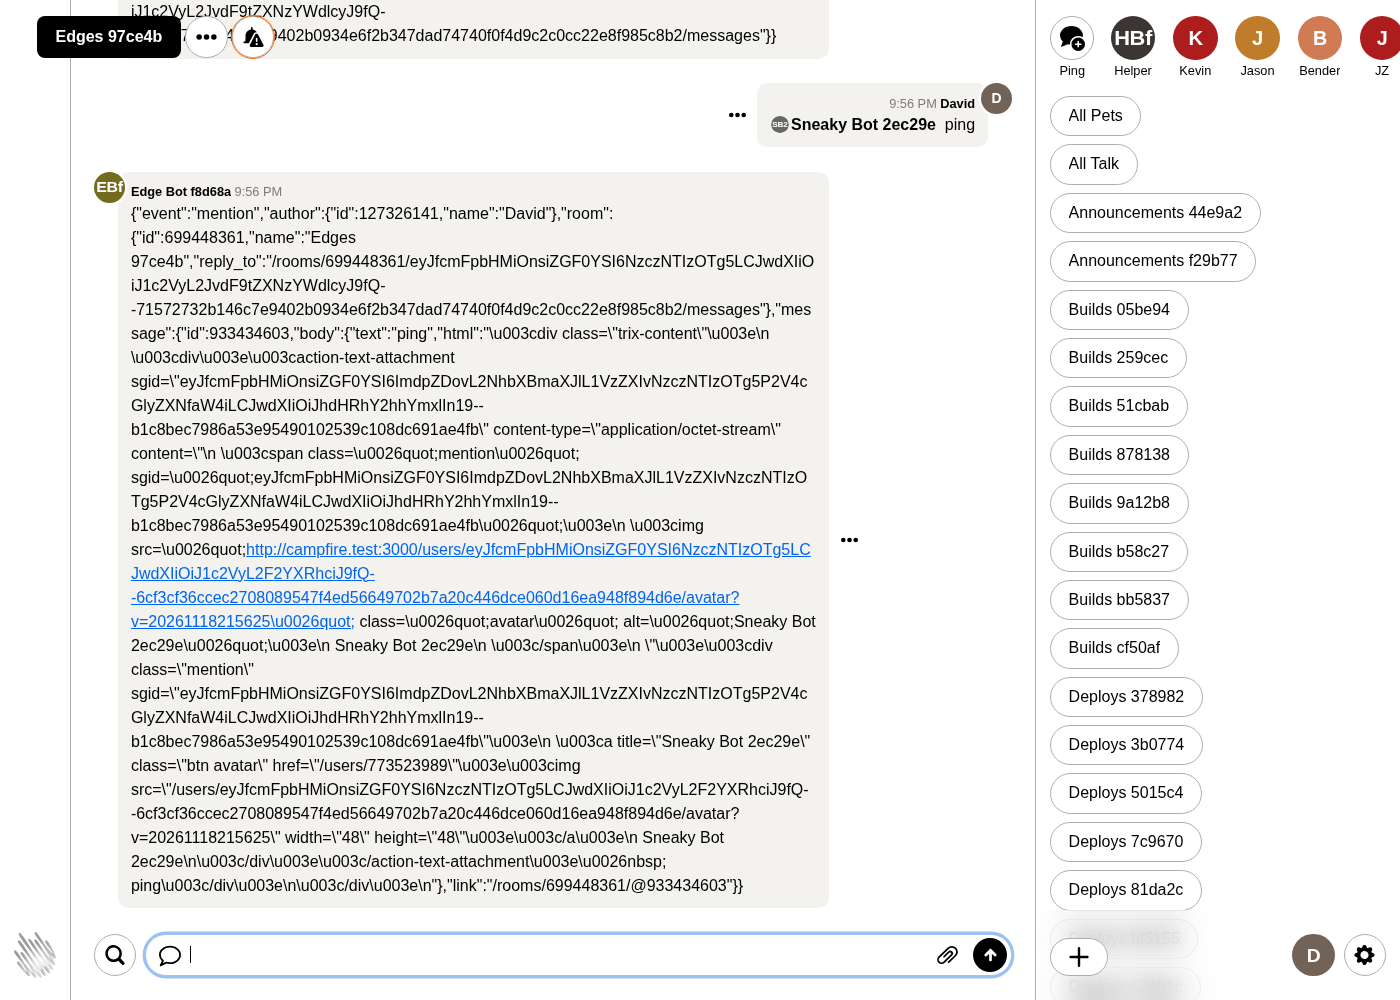 iJ1c2VyL2JvdF9tZXNzYWdlcyJ9fQ-
9402b0934e6f2b347dad74740f0f4d9c2c0cc22e8f985c8b2/messages"}}
Edges 97ce4b
9:56 PM David
D
SB2 Sneaky Bot 2ec29e ping
EBf
Edge Bot f8d68a 9:56 PM
{"event":"mention","author":{"id":127326141,"name":"David"},"room":
{"id":699448361,"name":"Edges
97ce4b","reply_to":"/rooms/699448361/eyJfcmFpbHMiOnsiZGF0YSI6NzczNTIzOTg5LCJwdXIiO
iJ1c2VyL2JvdF9tZXNzYWdlcyJ9fQ-
-71572732b146c7e9402b0934e6f2b347dad74740f0f4d9c2c0cc22e8f985c8b2/messages"},"mes
sage":{"id":933434603,"body":{"text":"ping","html":"\u003cdiv class=\"trix-content\"\u003e\n
\u003cdiv\u003e\u003caction-text-attachment
sgid=\"eyJfcmFpbHMiOnsiZGF0YSI6ImdpZDovL2NhbXBmaXJlL1VzZXIvNzczNTIzOTg5P2V4c
GlyZXNfaW4iLCJwdXIiOiJhdHRhY2hhYmxlIn19--
b1c8bec7986a53e95490102539c108dc691ae4fb\" content-type=\"application/octet-stream\"
content=\"\n \u003cspan class=\u0026quot;mention\u0026quot;
sgid=\u0026quot;eyJfcmFpbHMiOnsiZGF0YSI6ImdpZDovL2NhbXBmaXJlL1VzZXIvNzczNTIzO
Tg5P2V4cGlyZXNfaW4iLCJwdXIiOiJhdHRhY2hhYmxlIn19--
b1c8bec7986a53e95490102539c108dc691ae4fb\u0026quot;\u003e\n \u003cimg
src=\u0026quot;http://campfire.test:3000/users/eyJfcmFpbHMiOnsiZGF0YSI6NzczNTIzOTg5LC
JwdXIiOiJ1c2VyL2F2YXRhciJ9fQ-
-6cf3cf36ccec2708089547f4ed56649702b7a20c446dce060d16ea948f894d6e/avatar?
v=20261118215625\u0026quot; class=\u0026quot;avatar\u0026quot; alt=\u0026quot;Sneaky Bot
2ec29e\u0026quot;\u003e\n Sneaky Bot 2ec29e\n \u003c/span\u003e\n \"\u003e\u003cdiv
class=\"mention\"
sgid=\"eyJfcmFpbHMiOnsiZGF0YSI6ImdpZDovL2NhbXBmaXJlL1VzZXIvNzczNTIzOTg5P2V4c
GlyZXNfaW4iLCJwdXIiOiJhdHRhY2hhYmxlIn19--
b1c8bec7986a53e95490102539c108dc691ae4fb\"\u003e\n \u003ca title=\"Sneaky Bot 2ec29e\"
class=\"btn avatar\" href=\"/users/773523989\"\u003e\u003cimg
src=\"/users/eyJfcmFpbHMiOnsiZGF0YSI6NzczNTIzOTg5LCJwdXIiOiJ1c2VyL2F2YXRhciJ9fQ-
-6cf3cf36ccec2708089547f4ed56649702b7a20c446dce060d16ea948f894d6e/avatar?
v=20261118215625\" width=\"48\" height=\"48\"\u003e\u003c/a\u003e\n Sneaky Bot
2ec29e\n\u003c/div\u003e\u003c/action-text-attachment\u003e\u0026nbsp;
ping\u003c/div\u003e\n\u003c/div\u003e\n"},"link":"/rooms/699448361/@933434603"}}
HBf K J B J
Ping Helper Kevin Jason Bender JZ
All Pets
All Talk
Announcements 44e9a2
Announcements f29b77
Builds 05be94
Builds 259cec
Builds 51cbab
Builds 878138
Builds 9a12b8
Builds b58c27
Builds bb5837
Builds cf50af
Deploys 378982
Deploys 3b0774
Deploys 5015c4
Deploys 7c9670
Deploys 81da2c
Deploys bf5155
Deploys
D